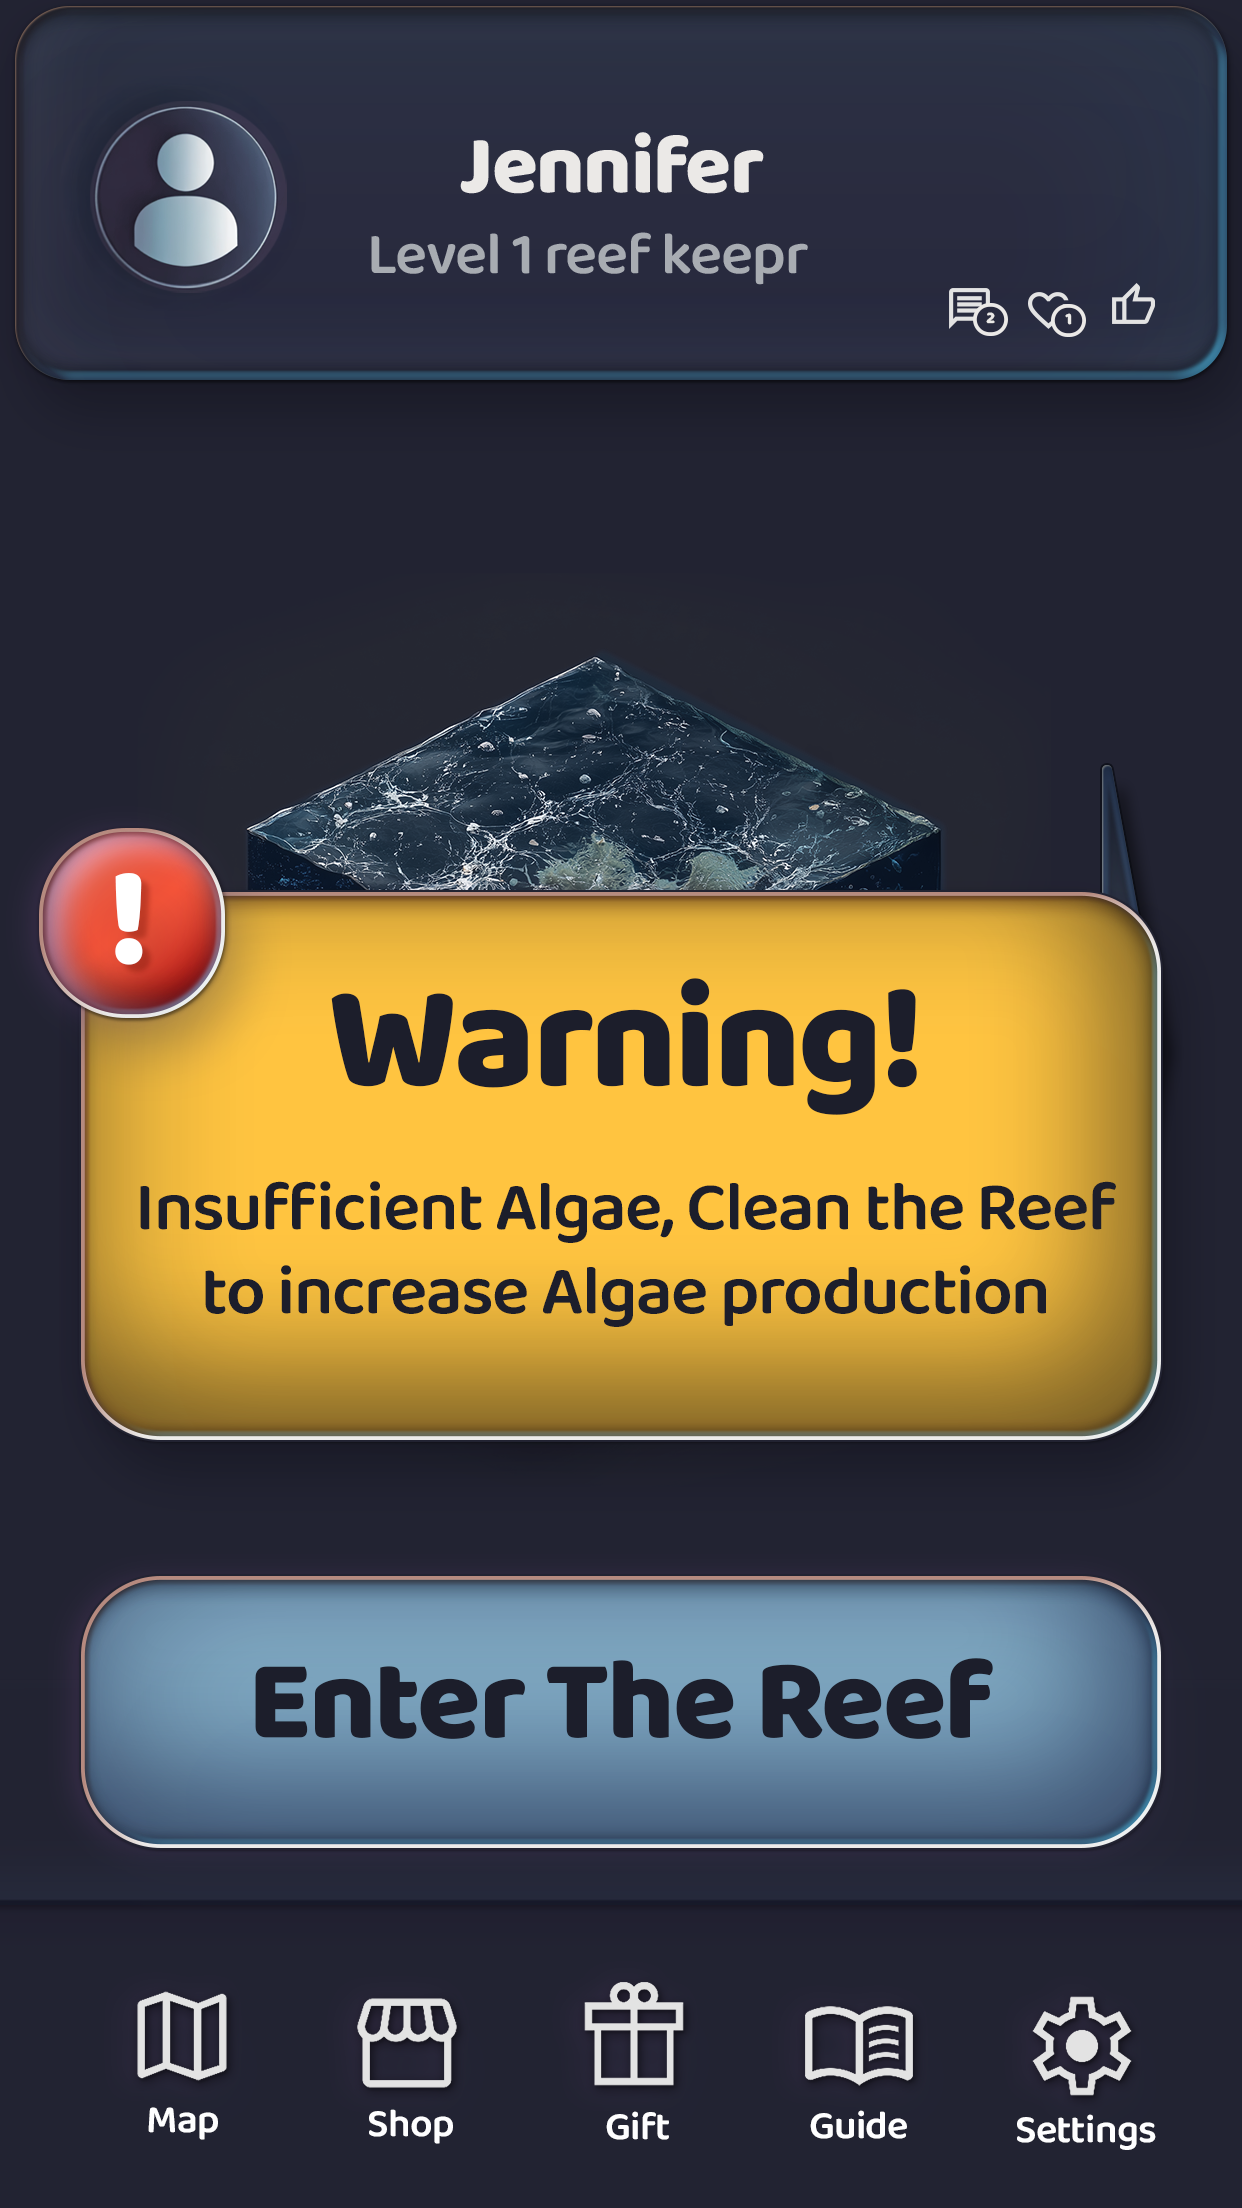 Jennifer
Level 1 reef keepr
2
1
!
Warning!
Insufficient Algae, Clean the Reef
to increase Algae production
Enter The Reef
Map
Shop
Gift
Guide
Settings